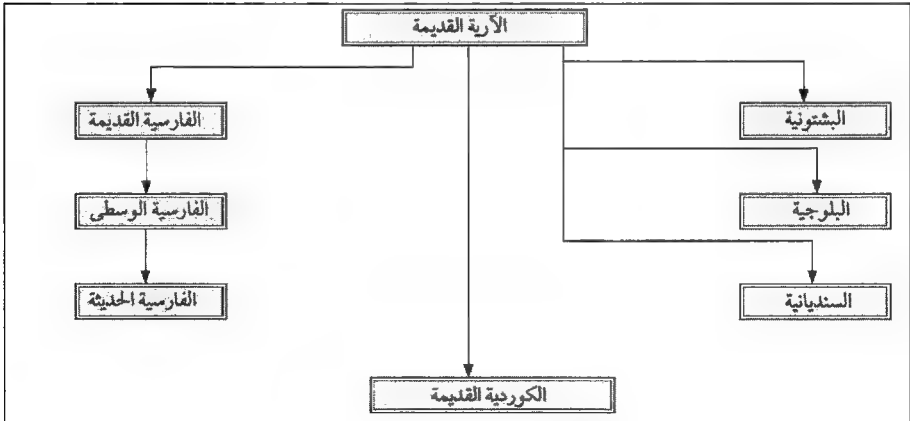 الآرية القديمة
البشتونية
الفارسية القديمة
البلوجية
الفارسية الوسطى
السنديانية
الفارسية الحديثة
الكوردية القديمة